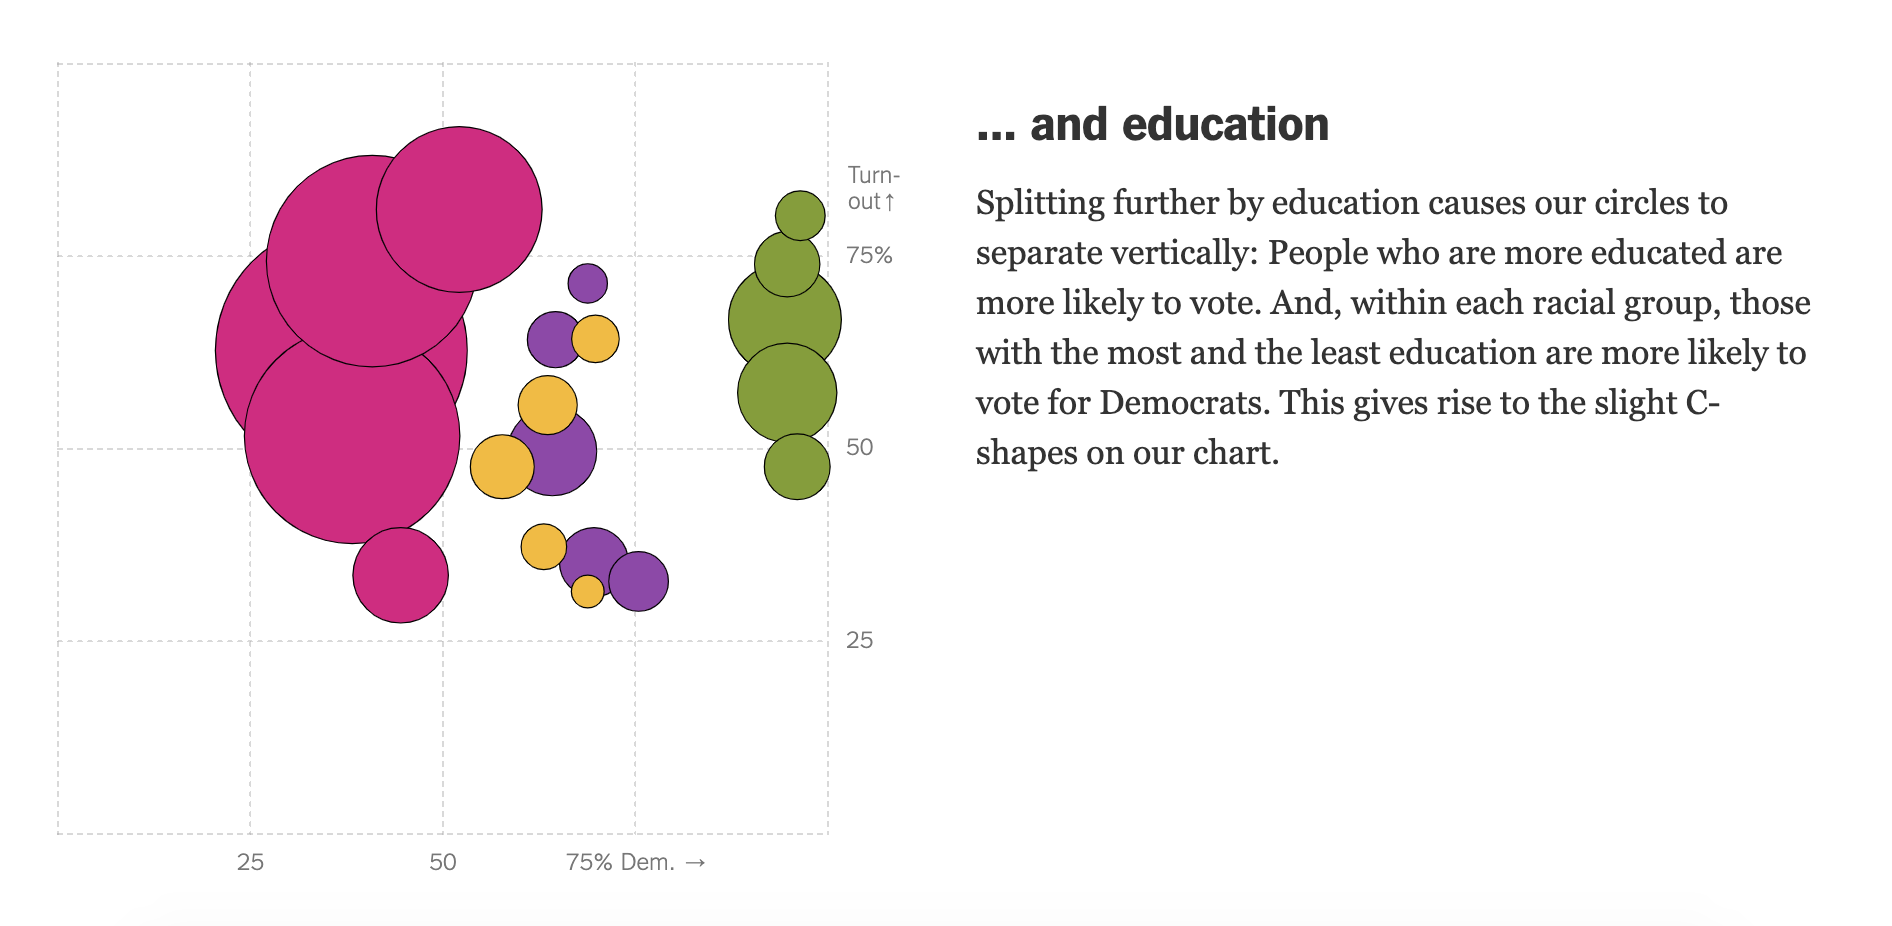 ... and education
Splitting further by education causes our circles to
separate vertically: People who are more educated are
more likely to vote. And, within each racial group, those
with the most and the least education are more likely to
vote for Democrats. This gives rise to the slight C-
shapes on our chart.
Turn-
out↑
75%
50
25
25 50 75% Dem. →